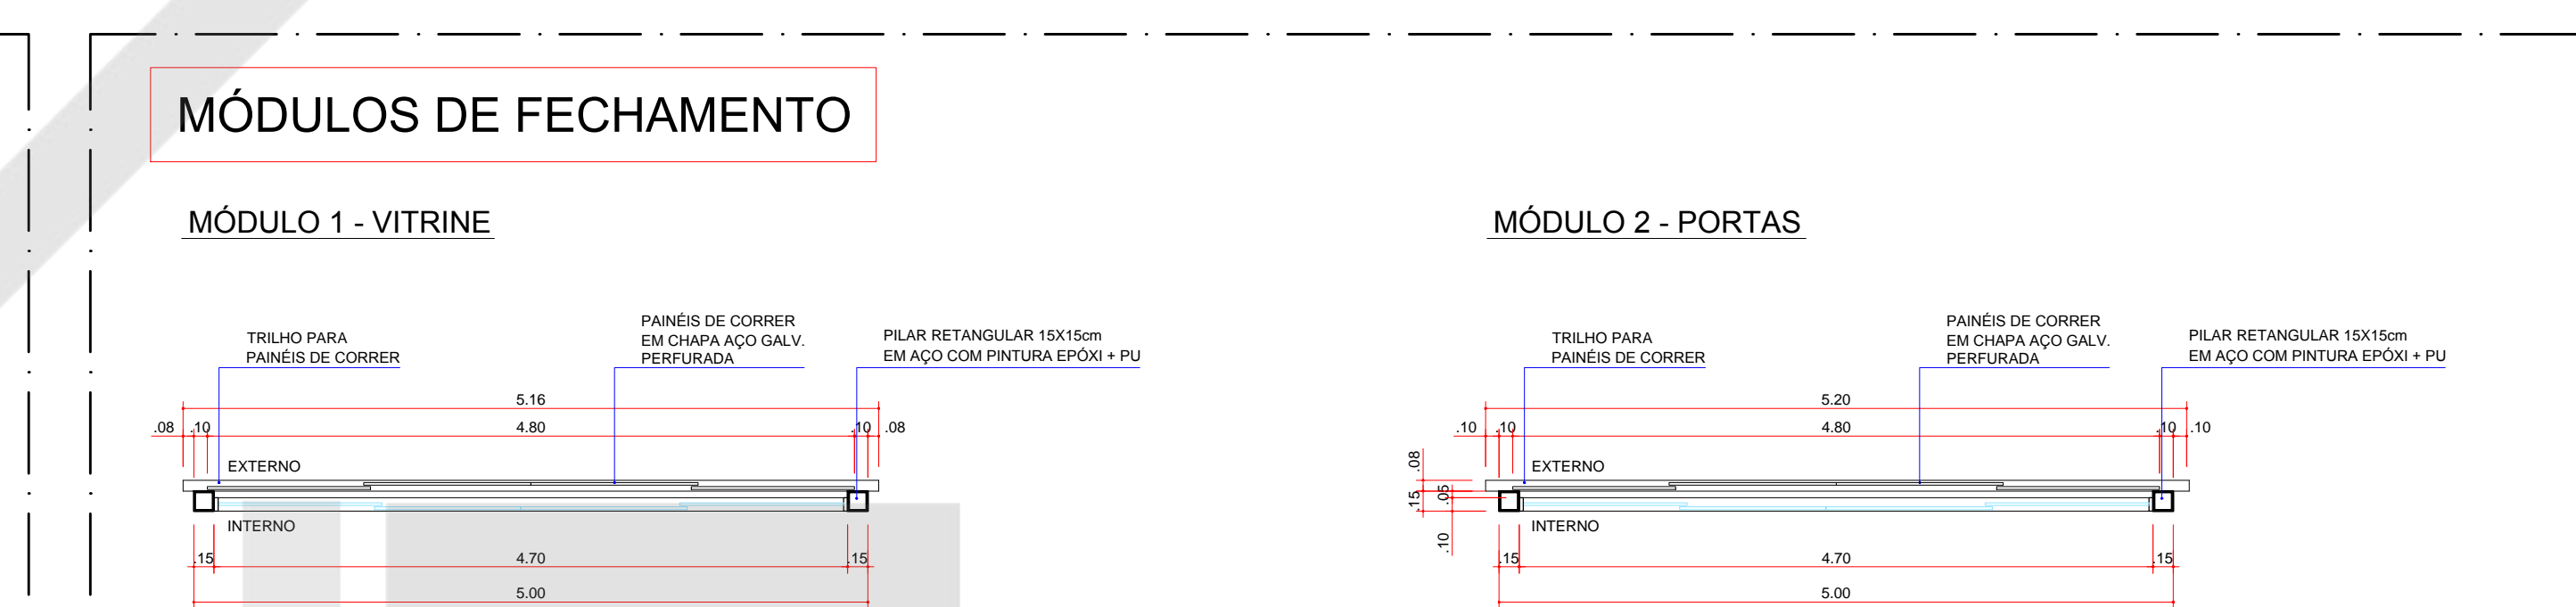 MÓDULOS DE FECHAMENTO
MÓDULO 1 - VITRINE
TRILHO PARA
PAINÉIS DE CORRER
PAINÉIS DE CORRER
EM CHAPA AÇO GALV.
PERFURADA
PILAR RETANGULAR 15X15cm
EM AÇO COM PINTURA EPÓXI + PU
5.16
.08 .10 4.80 .10 .08
EXTERNO
INTERNO
.15 4.70 .15
5.00
MÓDULO 2 - PORTAS
TRILHO PARA
PAINÉIS DE CORRER
PAINÉIS DE CORRER
EM CHAPA AÇO GALV.
PERFURADA
PILAR RETANGULAR 15X15cm
EM AÇO COM PINTURA EPÓXI + PU
5.20
.10 .10 4.80 .10 .10
.08
EXTERNO
.15 .05
INTERNO
.10
.15 4.70 .15
5.00